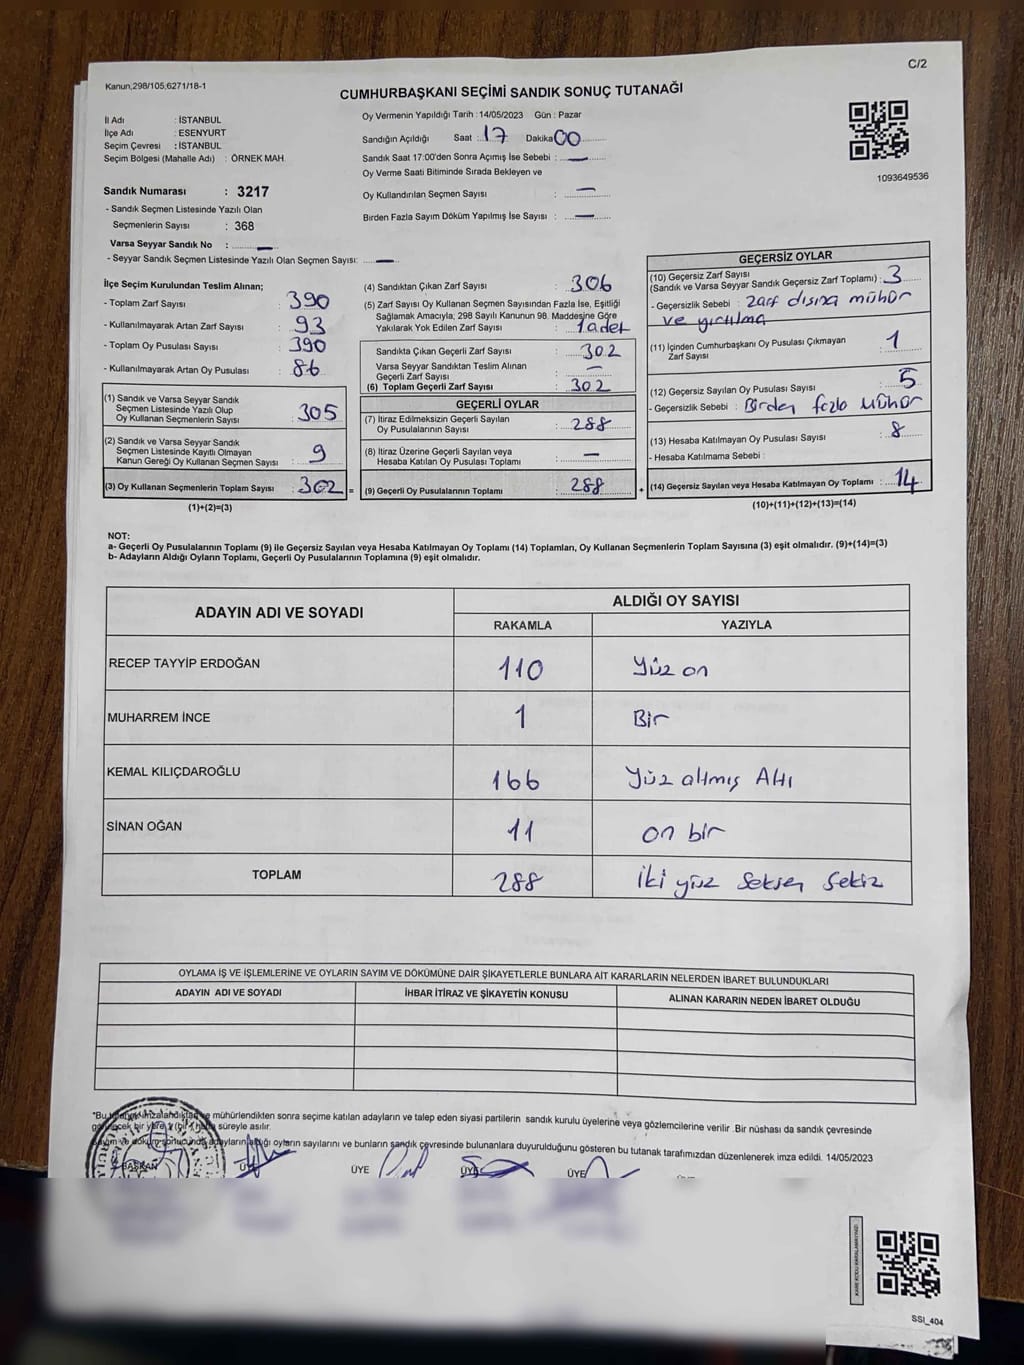 C/2
Kanun,298/105,6271/18-1
CUMHURBAŞKANI SEÇİMİ SANDIK SONUÇ TUTANAĞI
İl Adı : İSTANBUL
İlçe Adı : ESENYURT
Seçim Çevresi : İSTANBUL
Seçim Bölgesi (Mahalle Adı) : ÖRNEK MAH.
Sandık Numarası : 3217
- Sandık Seçmen Listesinde Yazılı Olan
Seçmenlerin Sayısı : 368
Varsa Seyyar Sandık No : —
- Seyyar Sandık Seçmen Listesinde Yazılı Olan Seçmen Sayısı: —
Oy Vermenin Yapıldığı Tarih : 14/05/2023 Gün : Pazar
Sandığın Açıldığı Saat : 17 Dakika 00
Sandık Saat 17:00'den Sonra Açımış İse Sebebi : —
Oy Verme Saati Bitiminde Sırada Bekleyen ve
Oy Kullandırılan Seçmen Sayısı : —
Birden Fazla Sayım Döküm Yapılmış İse Sayısı : —
1093649536
İlçe Seçim Kurulundan Teslim Alınan;
- Toplam Zarf Sayısı : 390
- Kullanılmayarak Artan Zarf Sayısı : 93
- Toplam Oy Pusulası Sayısı : 390
- Kullanılmayarak Artan Oy Pusulası : 86
(1) Sandık ve Varsa Seyyar Sandık
Seçmen Listesinde Yazılı Olup
Oy Kullanan Seçmenlerin Sayısı : 305
(2) Sandık ve Varsa Seyyar Sandık
Seçmen Listesinde Kayıtlı Olmayan
Kanun Gereği Oy Kullanan Seçmen Sayısı : 9
(3) Oy Kullanan Seçmenlerin Toplam Sayısı : 302 =
(1)+(2)=(3)
(4) Sandıktan Çıkan Zarf Sayısı : 306
(5) Zarf Sayısı Oy Kullanan Seçmen Sayısından Fazla İse, Eşitliği
Sağlamak Amacıyla; 298 Sayılı Kanunun 98. Maddesine Göre
Yakılarak Yok Edilen Zarf Sayısı : 1 adet
Sandıkta Çıkan Geçerli Zarf Sayısı : 302
Varsa Seyyar Sandıktan Teslim Alınan
Geçerli Zarf Sayısı : —
(6) Toplam Geçerli Zarf Sayısı : 302
GEÇERLİ OYLAR
(7) İtiraz Edilmeksizin Geçerli Sayılan
Oy Pusulalarının Sayısı : 288
(8) İtiraz Üzerine Geçerli Sayılan veya
Hesaba Katılan Oy Pusulası Toplamı : —
(9) Geçerli Oy Pusulalarının Toplamı : 288 +
GEÇERSİZ OYLAR
(10) Geçersiz Zarf Sayısı
(Sandık ve Varsa Seyyar Sandık Geçersiz Zarf Toplamı) : 3
- Geçersizlik Sebebi : zarf dışına mühür
ve yırtılma
(11) İçinden Cumhurbaşkanı Oy Pusulası Çıkmayan
Zarf Sayısı : 1
(12) Geçersiz Sayılan Oy Pusulası Sayısı : 5
- Geçersizlik Sebebi : Birden fazla Mühür
(13) Hesaba Katılmayan Oy Pusulası Sayısı : 8
- Hesaba Katılmama Sebebi :
(14) Geçersiz Sayılan veya Hesaba Katılmayan Oy Toplamı : 14
(10)+(11)+(12)+(13)=(14)
NOT:
a- Geçerli Oy Pusulalarının Toplamı (9) ile Geçersiz Sayılan veya Hesaba Katılmayan Oy Toplamı (14) Toplamları, Oy Kullanan Seçmenlerin Toplam Sayısına (3) eşit olmalıdır. (9)+(14)=(3)
b- Adayların Aldığı Oyların Toplamı, Geçerli Oy Pusulalarının Toplamına (9) eşit olmalıdır.
ADAYIN ADI VE SOYADI
ALDIĞI OY SAYISI
RAKAMLA YAZIYLA
RECEP TAYYİP ERDOĞAN 110 Yüz on
MUHARREM İNCE 1 Bir
KEMAL KILIÇDAROĞLU 166 Yüz altmış Altı
SİNAN OĞAN 11 on bir
TOPLAM 288 İki yüz Seksen Sekiz
OYLAMA İŞ VE İŞLEMLERİNE VE OYLARIN SAYIM VE DÖKÜMÜNE DAİR ŞİKAYETLERLE BUNLARA AİT KARARLARIN NELERDEN İBARET BULUNDUKLARI
ADAYIN ADI VE SOYADI İHBAR İTİRAZ VE ŞİKAYETİN KONUSU ALINAN KARARIN NEDEN İBARET OLDUĞU
"Bu imzalandıktan ve mühürlendikten sonra seçime katılan adayların ve talep eden siyasi partilerin sandık kurulu üyelerine veya gözlemcilerine verilir .Bir nüshası da sandık çevresinde
süreyle asılır.
adayların aldığı oyların sayılarını ve bunların sandık çevresinde bulunanlara duyurulduğunu gösteren bu tutanak tarafımızdan düzenlenerek imza edildi. 14/05/2023
BAŞKAN ÜYE ÜYE ÜYE ÜYE
SSI_404